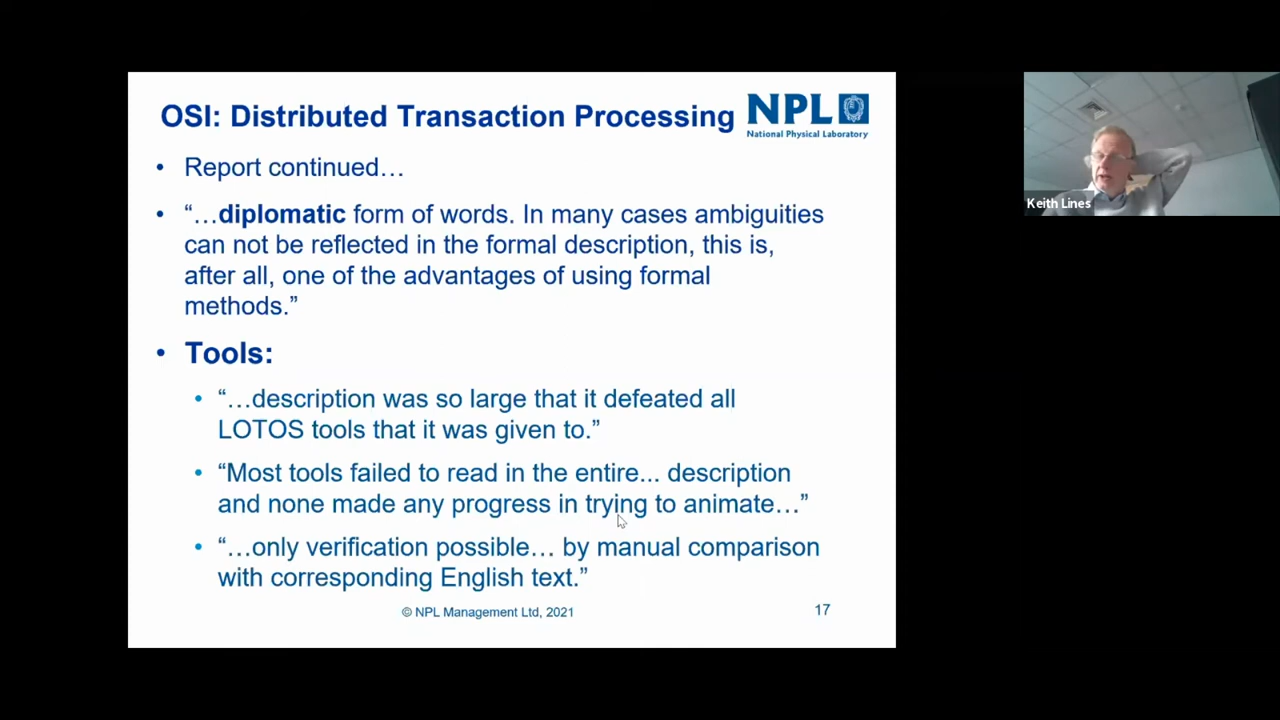 OSI: Distributed Transaction Processing
NPL
National Physical Laboratory
• Report continued…
• “…diplomatic form of words. In many cases ambiguities
can not be reflected in the formal description, this is,
after all, one of the advantages of using formal
methods.”
• Tools:
• “…description was so large that it defeated all
LOTOS tools that it was given to.”
• “Most tools failed to read in the entire... description
and none made any progress in trying to animate…”
• “…only verification possible… by manual comparison
with corresponding English text.”
© NPL Management Ltd, 2021
17
Keith Lines